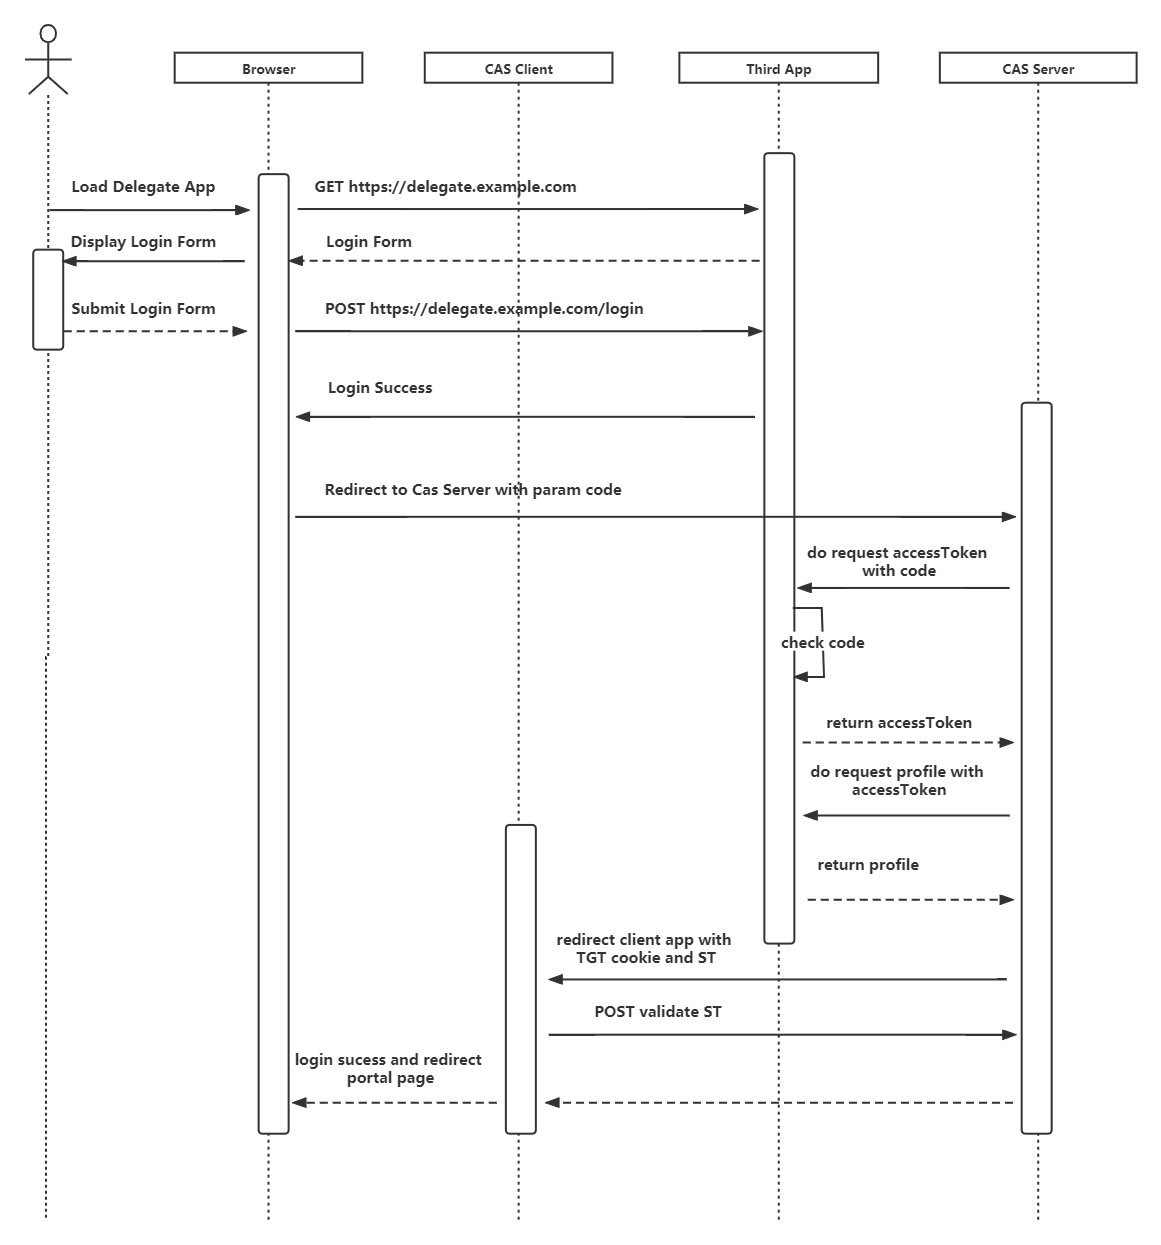 Browser
CAS Client
Third App
CAS Server
Load Delegate App
GET https://delegate.example.com
Display Login Form
Login Form
Submit Login Form
POST https://delegate.example.com/login
Login Success
Redirect to Cas Server with param code
do request accessToken
with code
check code
return accessToken
do request profile with
accessToken
return profile
redirect client app with
TGT cookie and ST
POST validate ST
login sucess and redirect
portal page